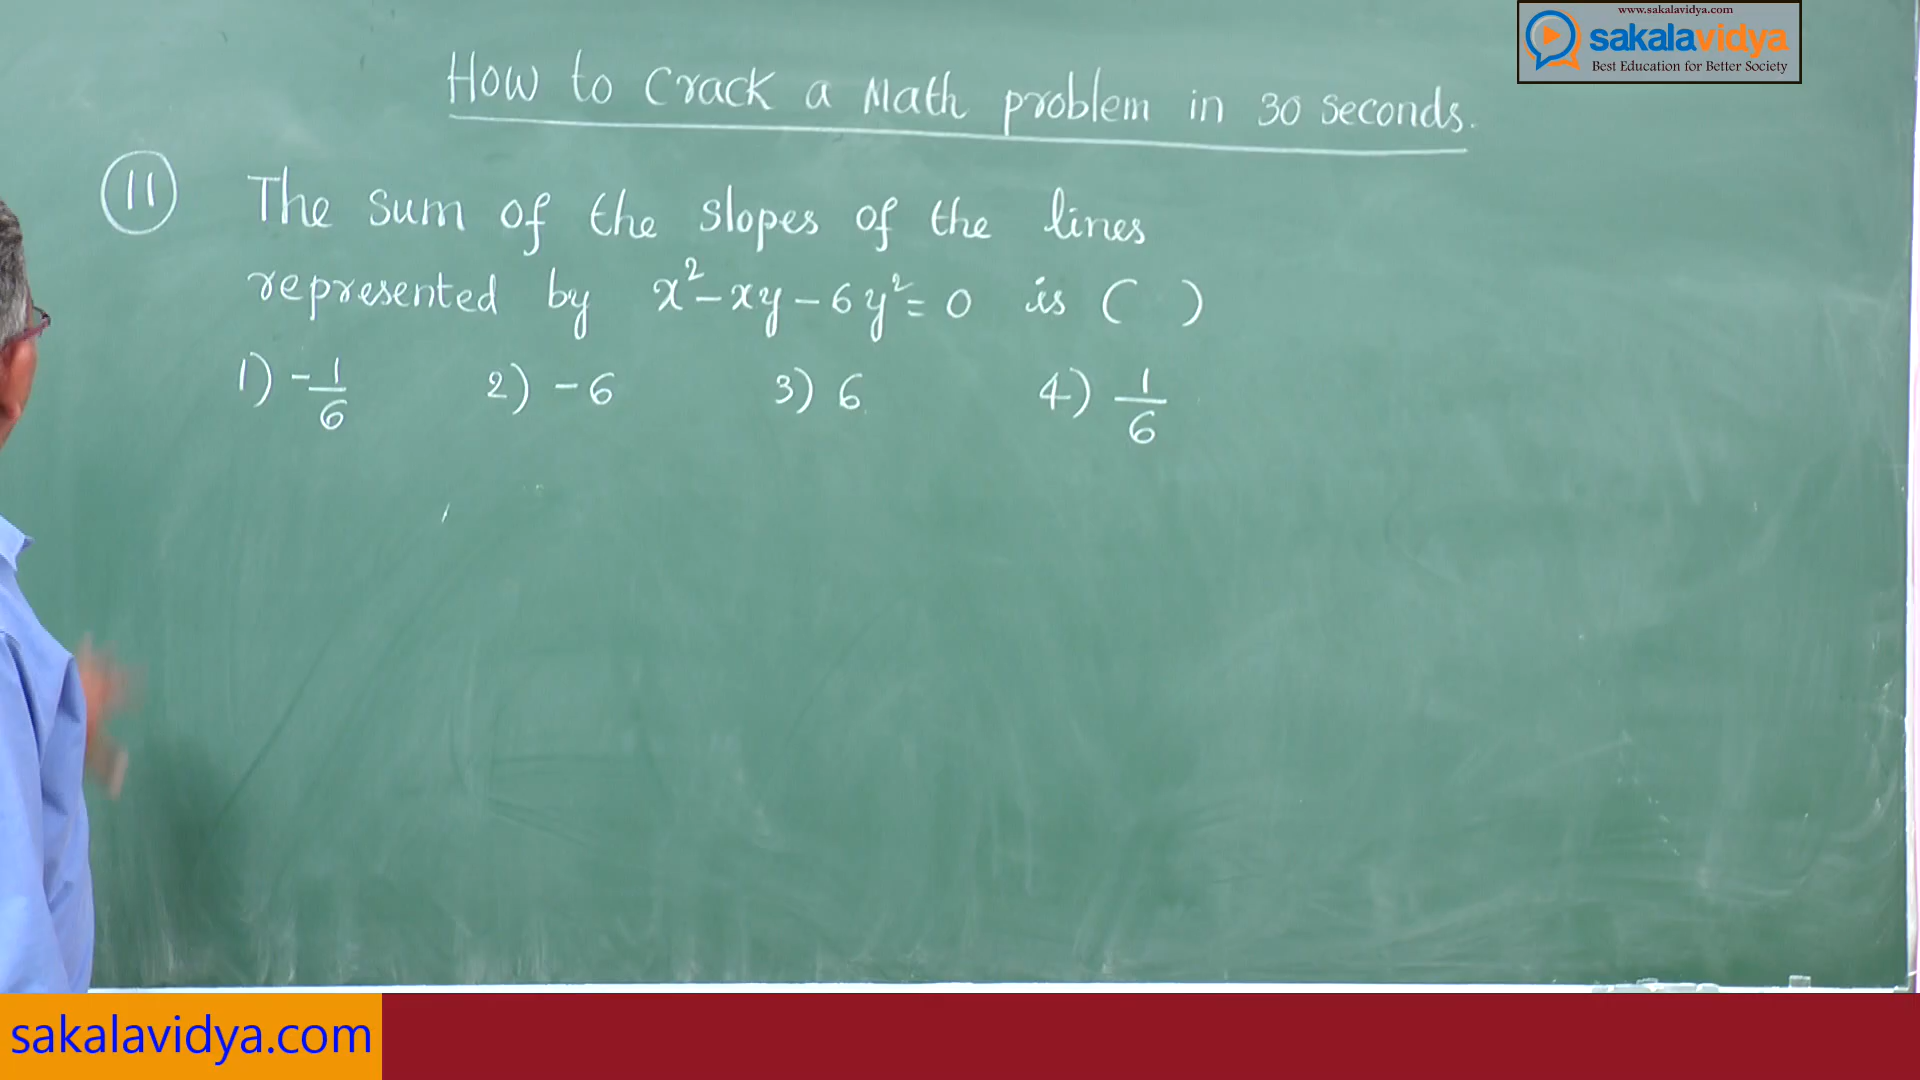 www.sakalavidya.com
sakalavidya
Best Education for Better Society
How to Crack a Math problem in 30 Seconds.
11 The Sum of the Slopes of the lines
represented by x²-xy-6y²=0 is ( )
1) -1/6 2) -6 3) 6 4) 1/6
sakalavidya.com